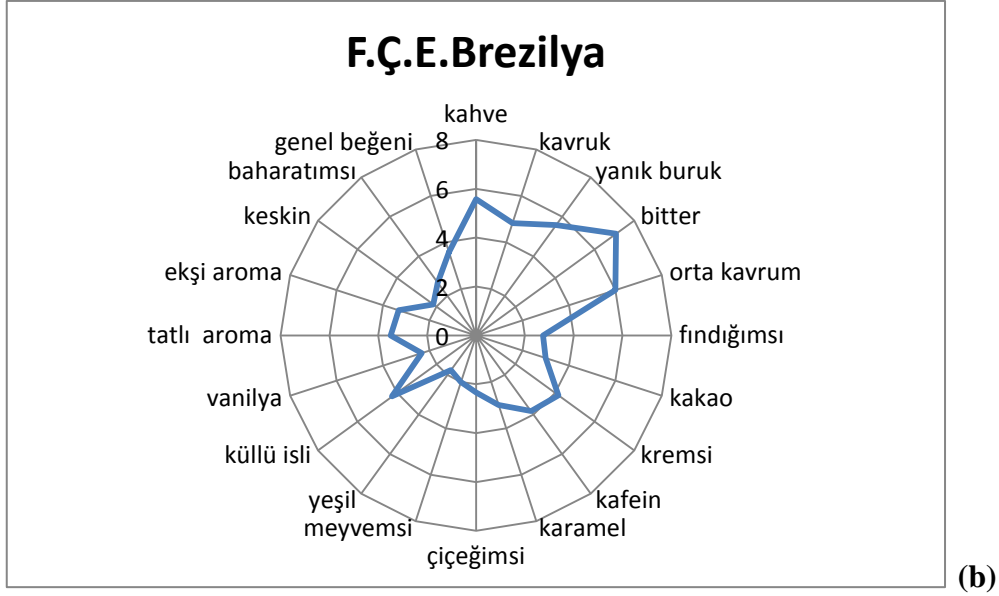 F.Ç.E.Brezilya
kahve
kavruk
yanık buruk
bitter
orta kavrum
fındığımsı
kakao
kremsi
kafein
karamel
çiçeğimsi
yeşil
meyvemsi
küllü isli
vanilya
tatlı aroma
ekşi aroma
keskin
baharatımsı
genel beğeni
8
6
4
2
0
(b)